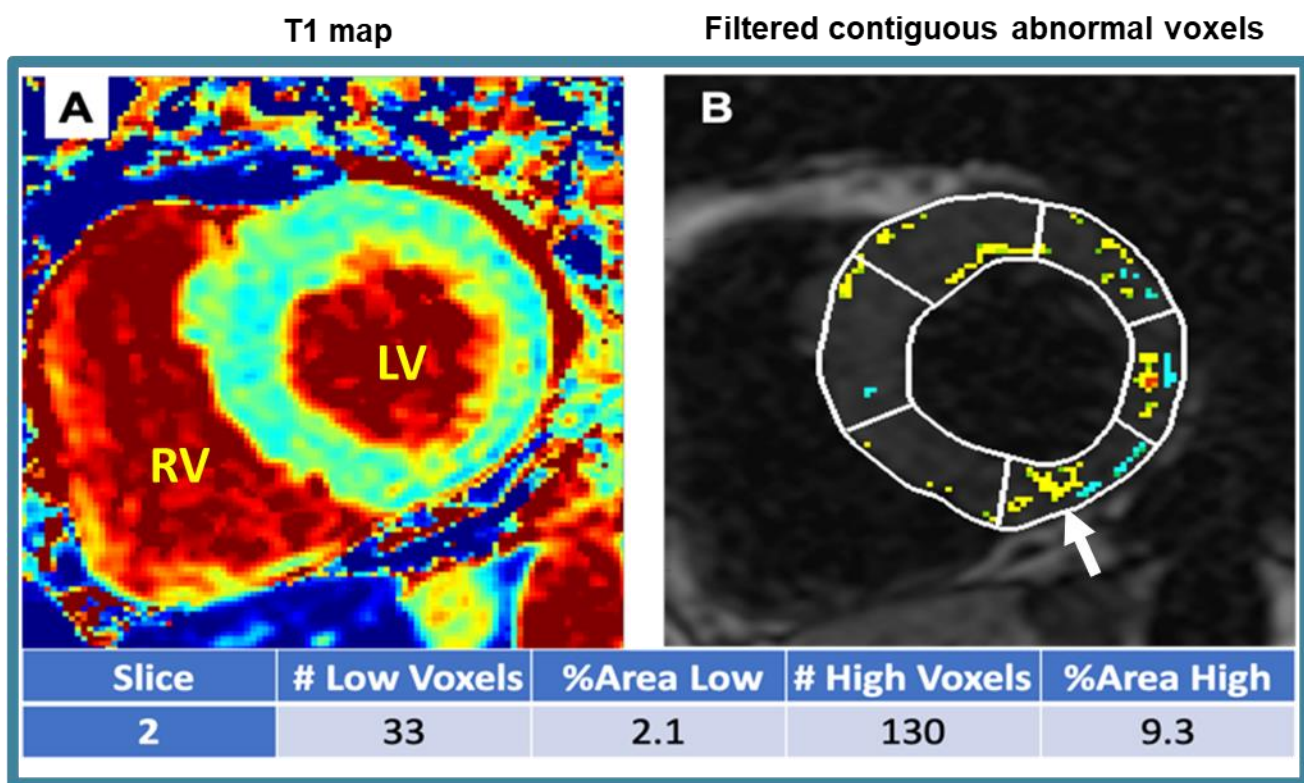 T1 map
Filtered contiguous abnormal voxels
A
B
LV
RV
Slice # Low Voxels %Area Low # High Voxels %Area High
2 33 2.1 130 9.3